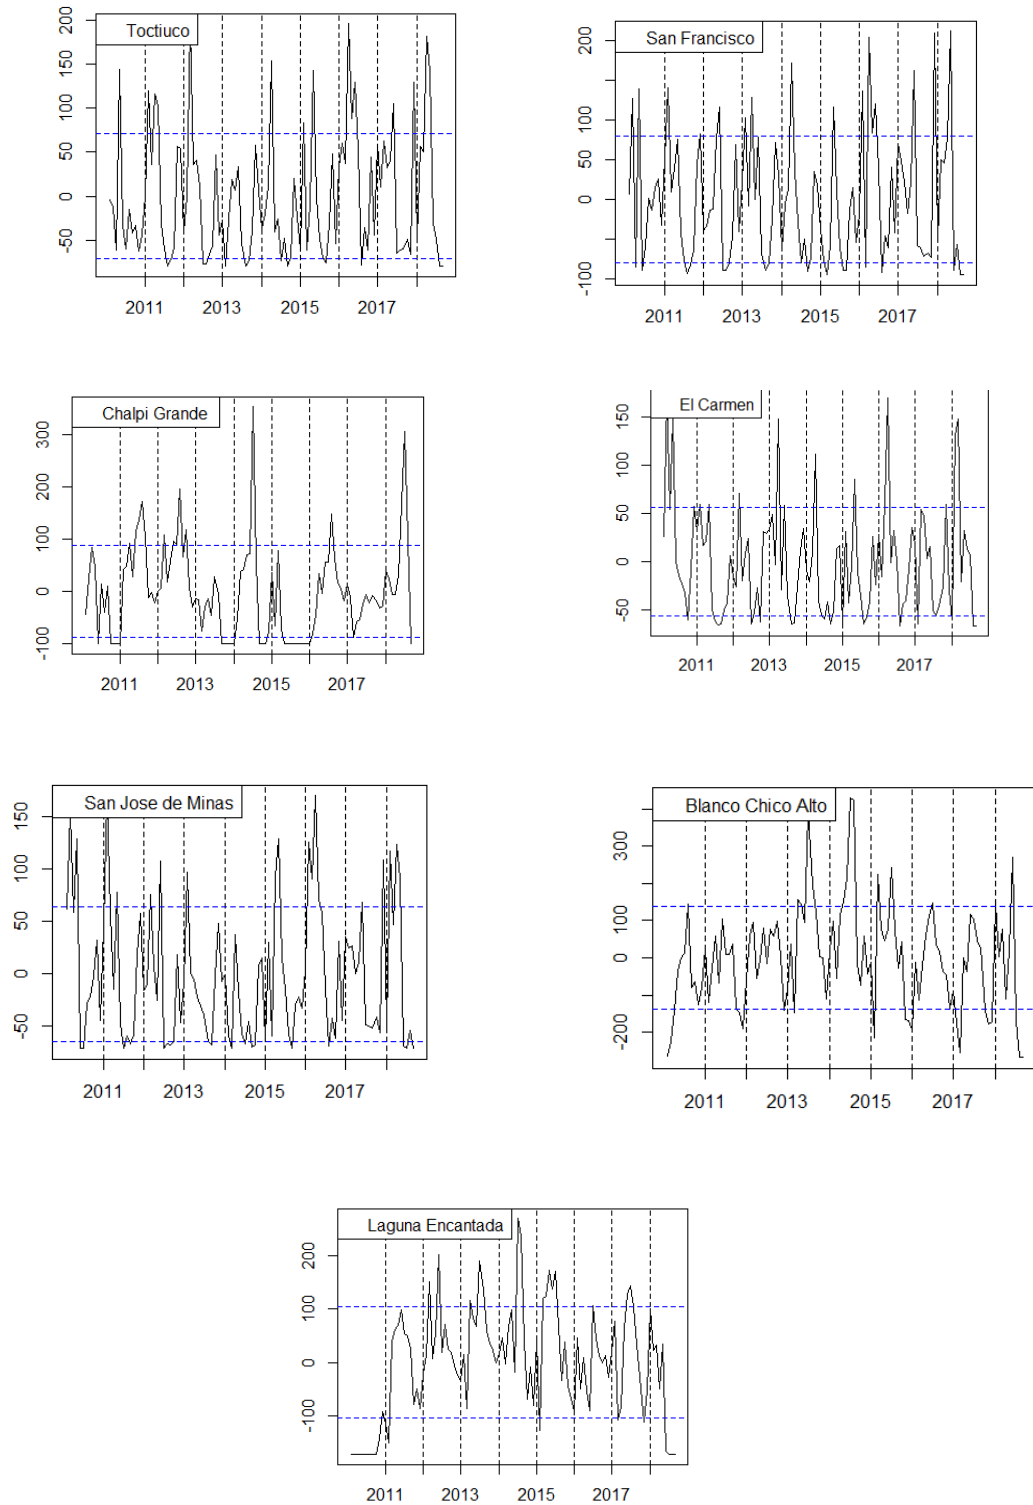 Toctiuco
200
150
100
50
0
-50
2011 2013 2015 2017
San Francisco
200
100
50
0
-100
2011 2013 2015 2017
Chalpi Grande
300
200
100
0
-100
2011 2013 2015 2017
El Carmen
150
100
50
0
-50
2011 2013 2015 2017
San Jose de Minas
150
100
50
0
-50
2011 2013 2015 2017
Blanco Chico Alto
300
100
0
-200
2011 2013 2015 2017
Laguna Encantada
200
100
0
-100
2011 2013 2015 2017